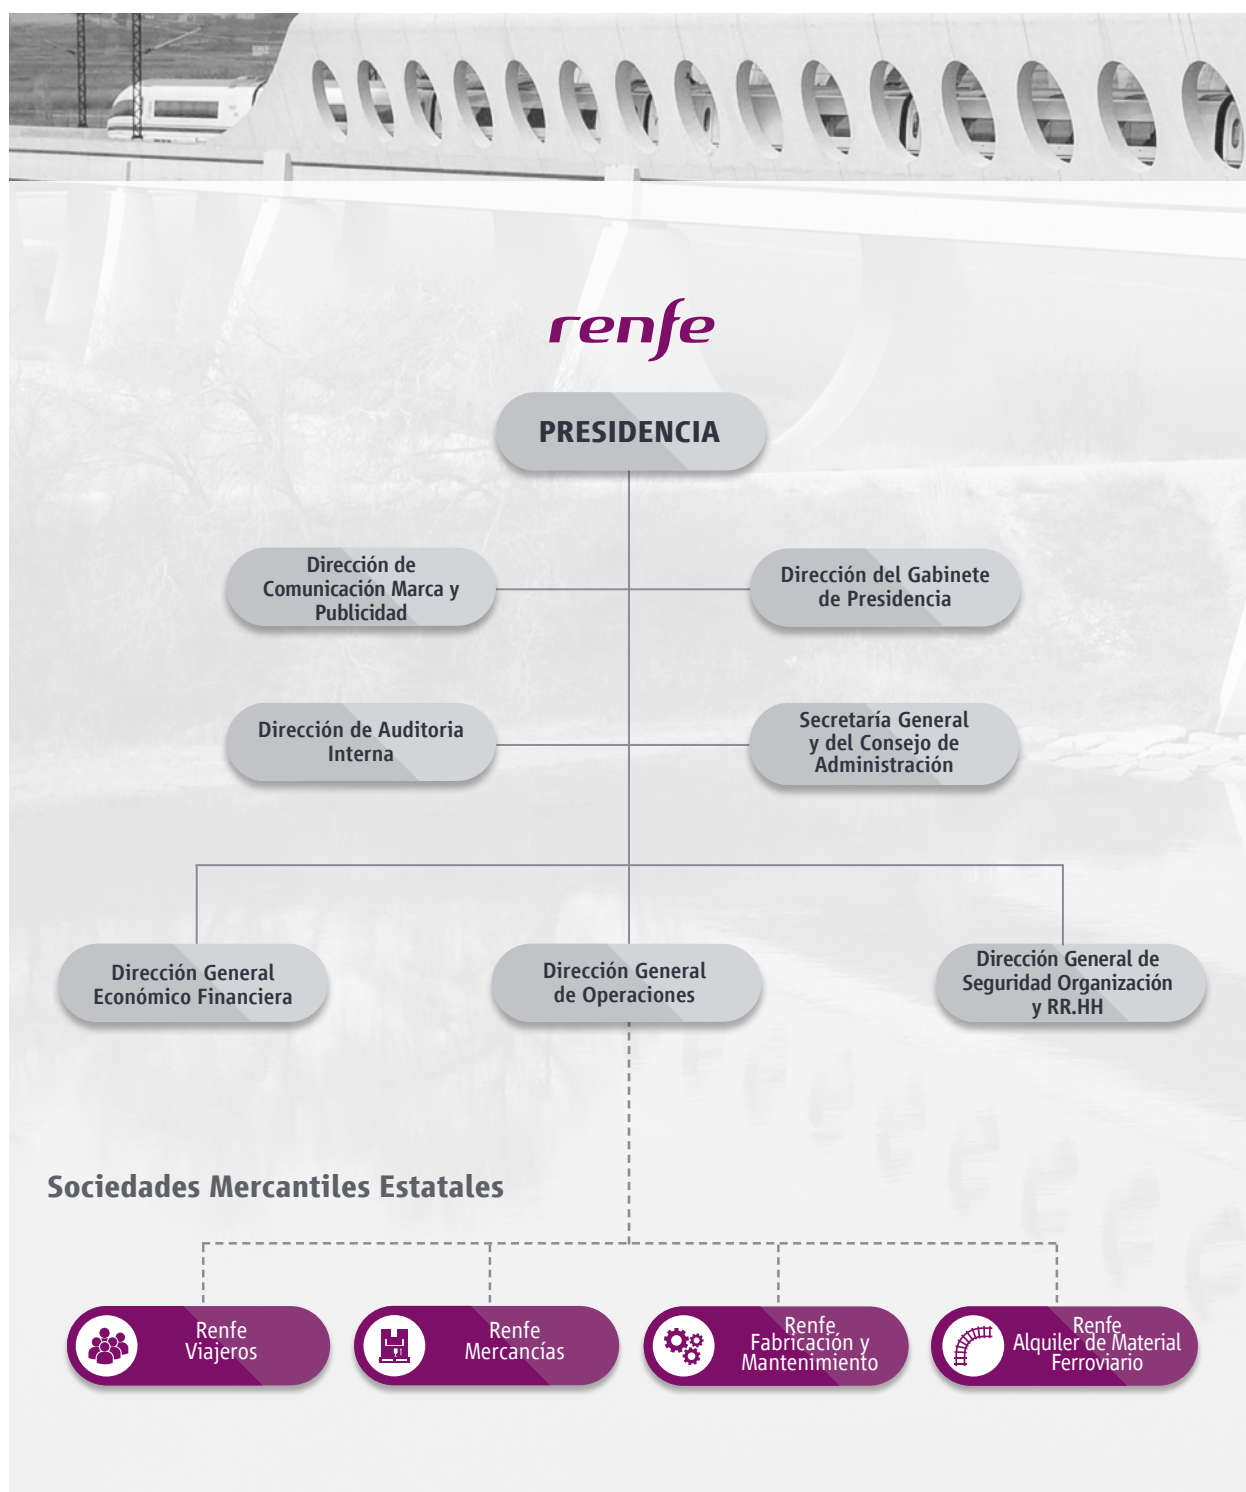 renfe
PRESIDENCIA
Dirección de
Comunicación Marca y
Publicidad
Dirección del Gabinete
de Presidencia
Dirección de Auditoria
Interna
Secretaría General
y del Consejo de
Administración
Dirección General
Económico Financiera
Dirección General
de Operaciones
Dirección General de
Seguridad Organización
y RR.HH
Sociedades Mercantiles Estatales
Renfe
Viajeros
Renfe
Mercancías
Renfe
Fabricación y
Mantenimiento
Renfe
Alquiler de Material
Ferroviario